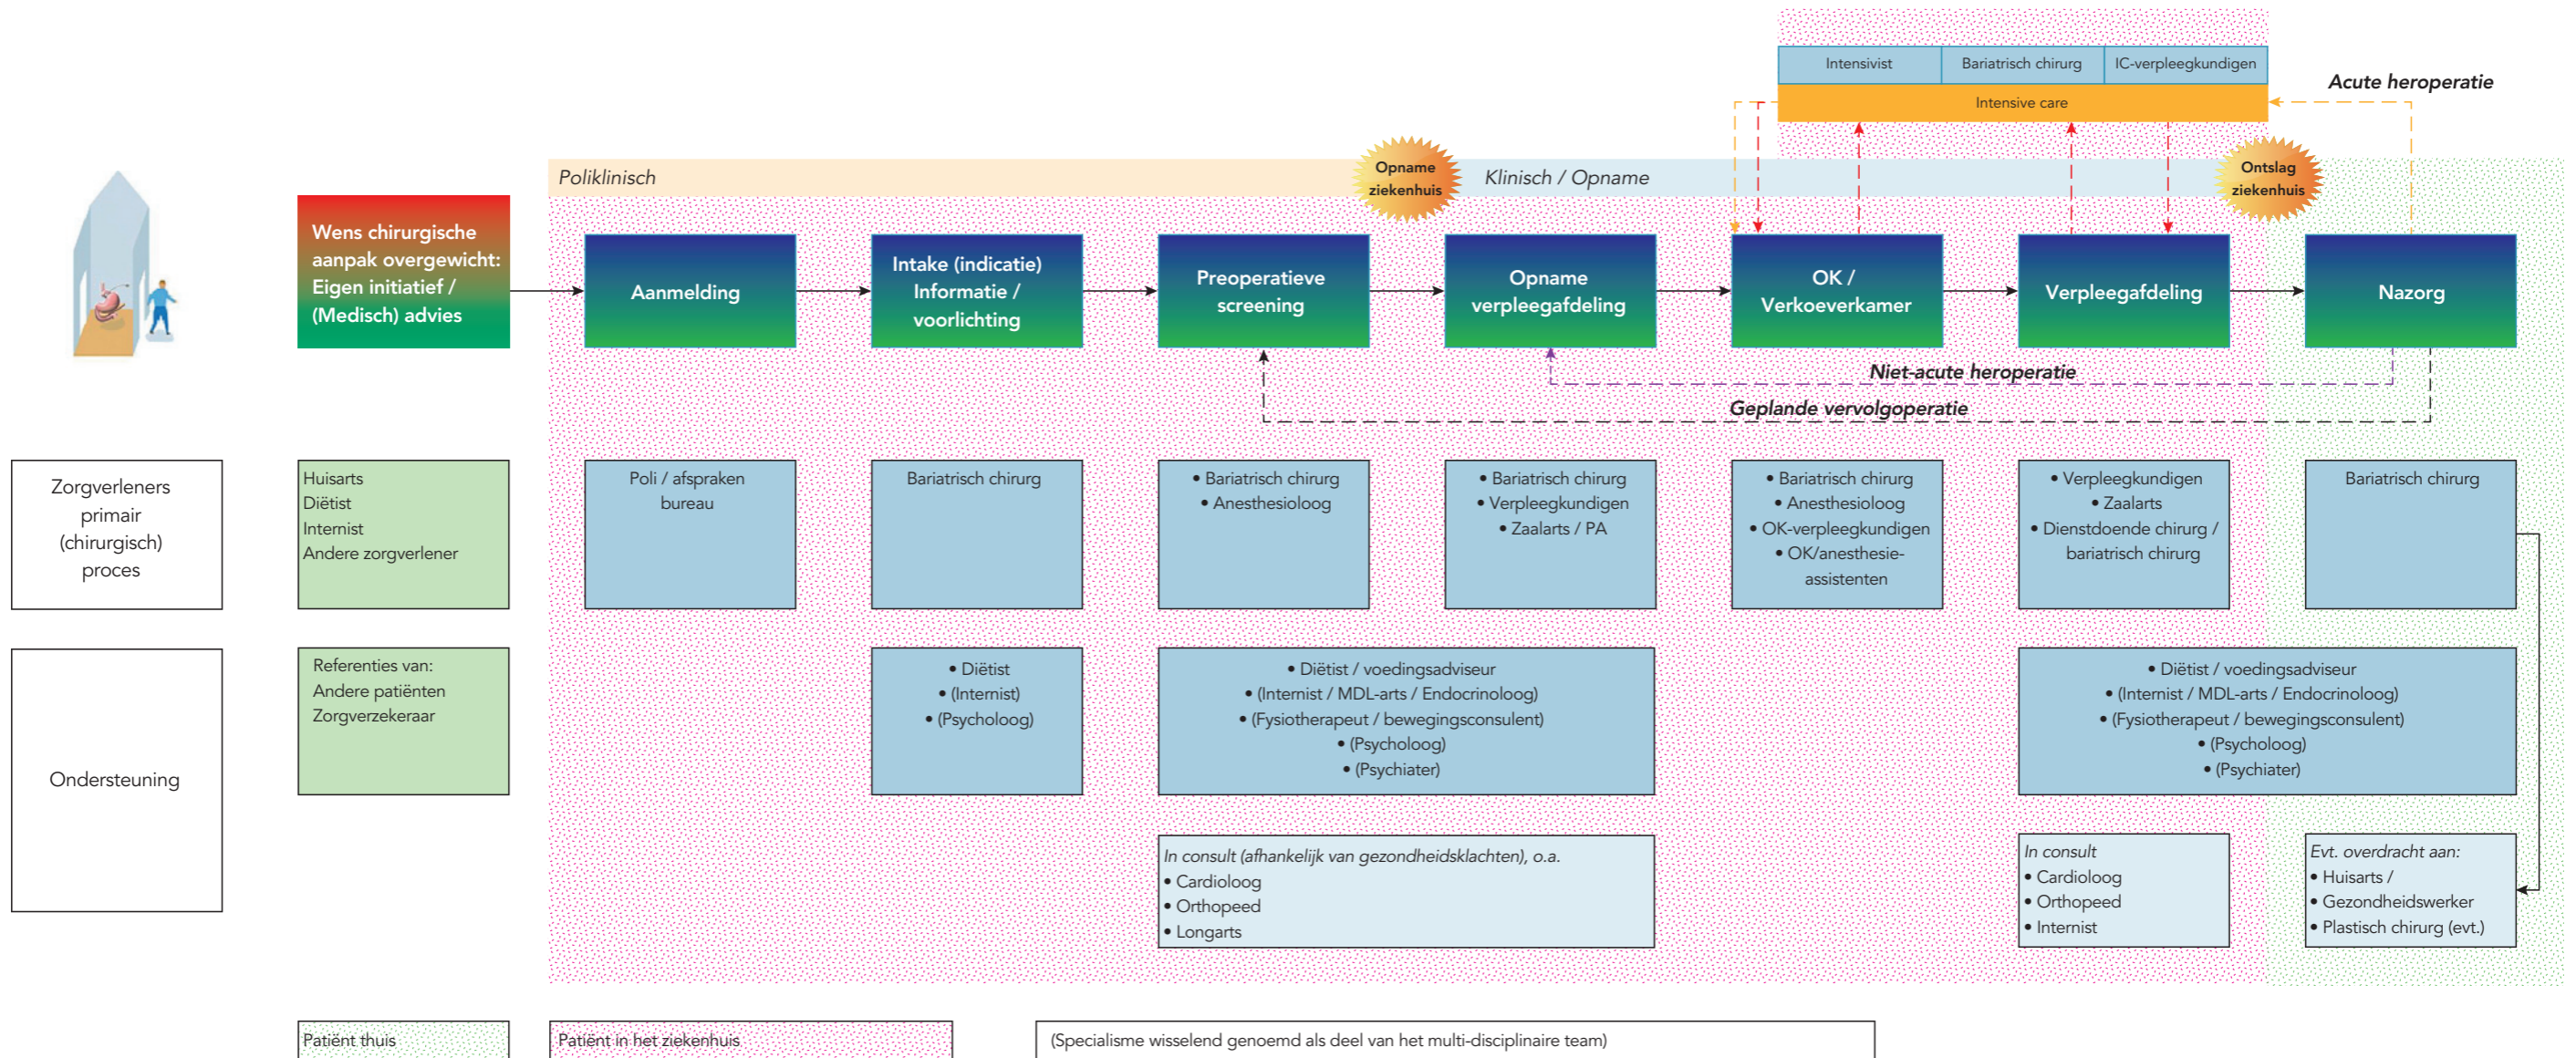 Intensivist
Bariatrisch chirurg
IC-verpleegkundigen
Acute heroperatie
Intensive care
Poliklinisch
Opname
ziekenhuis
Klinisch / Opname
Ontslag
ziekenhuis
Wens chirurgische
aanpak overgewicht:
Eigen initiatief /
(Medisch) advies
Aanmelding
Intake (indicatie)
Informatie /
voorlichting
Preoperatieve
screening
Opname
verpleegafdeling
OK /
Verkoeverkamer
Verpleegafdeling
Nazorg
Niet-acute heroperatie
Geplande vervolgoperatie
Zorgverleners
primair
(chirurgisch)
proces
Huisarts
Diëtist
Internist
Andere zorgverlener
Poli / afspraken
bureau
Bariatrisch chirurg
• Bariatrisch chirurg
• Anesthesioloog
• Bariatrisch chirurg
• Verpleegkundigen
• Zaalarts / PA
• Bariatrisch chirurg
• Anesthesioloog
• OK-verpleegkundigen
• OK/anesthesie-
assistenten
• Verpleegkundigen
• Zaalarts
• Dienstdoende chirurg /
bariatrisch chirurg
Bariatrisch chirurg
Ondersteuning
Referenties van:
Andere patiënten
Zorgverzekeraar
• Diëtist
• (Internist)
• (Psycholoog)
• Diëtist / voedingsadviseur
• (Internist / MDL-arts / Endocrinoloog)
• (Fysiotherapeut / bewegingsconsulent)
• (Psycholoog)
• (Psychiater)
• Diëtist / voedingsadviseur
• (Internist / MDL-arts / Endocrinoloog)
• (Fysiotherapeut / bewegingsconsulent)
• (Psycholoog)
• (Psychiater)
In consult (afhankelijk van gezondheidsklachten), o.a.
• Cardioloog
• Orthopeed
• Longarts
In consult
• Cardioloog
• Orthopeed
• Internist
Evt. overdracht aan:
• Huisarts /
• Gezondheidswerker
• Plastisch chirurg (evt.)
Patiënt thuis
Patiënt in het ziekenhuis
(Specialisme wisselend genoemd als deel van het multi-disciplinaire team)